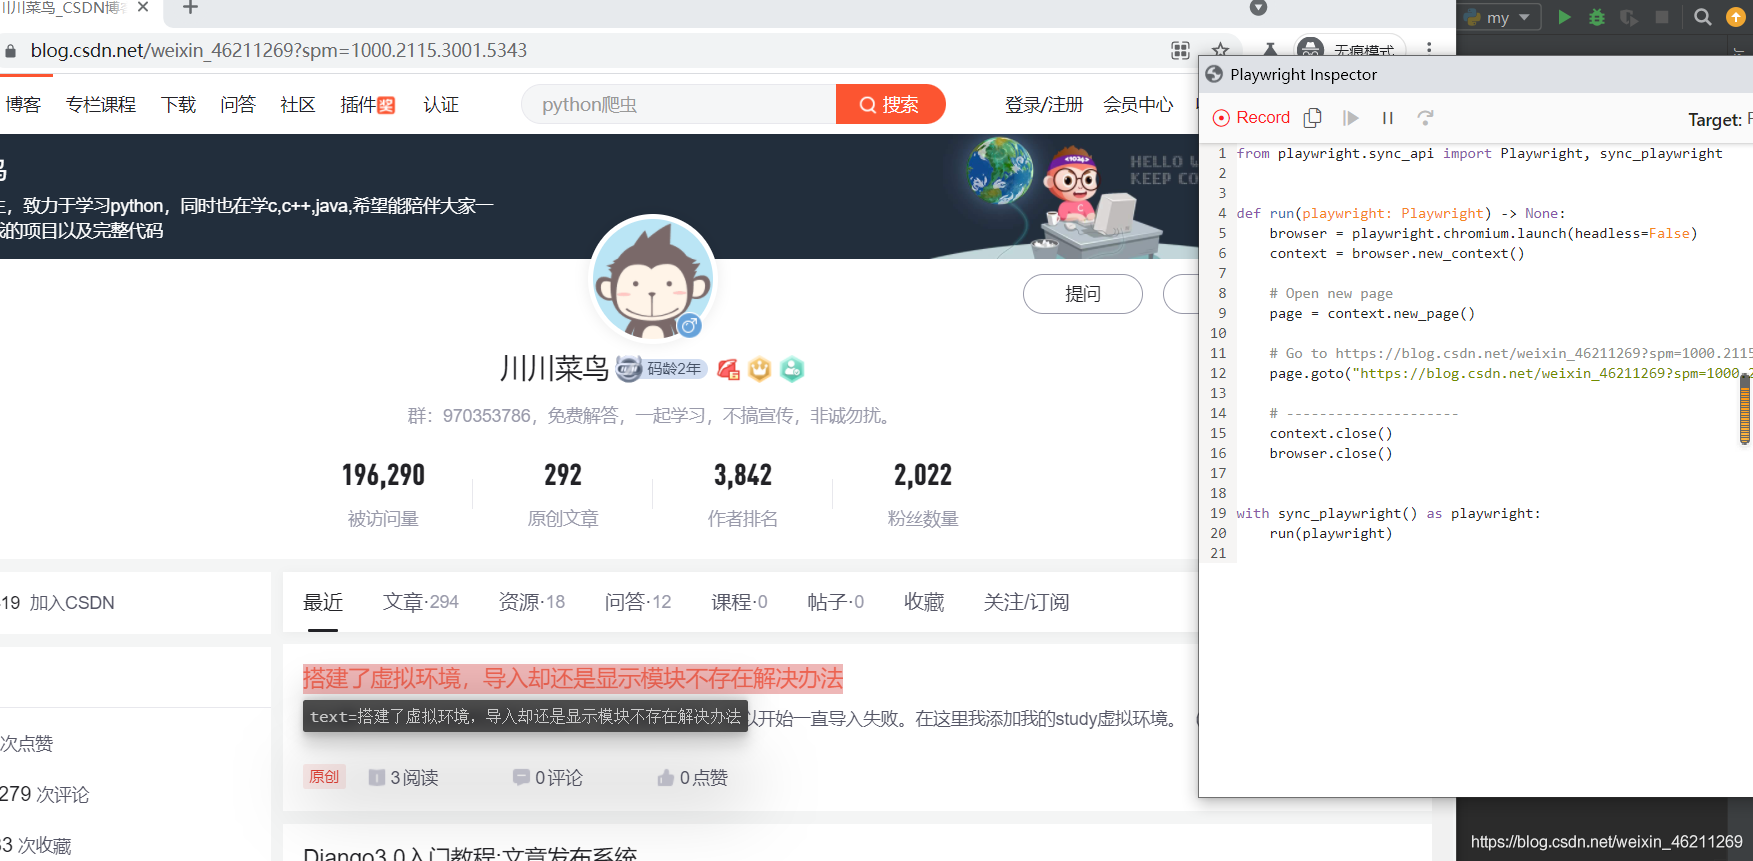 川川菜鸟_CSDN博客
blog.csdn.net/weixin_46211269?spm=1000.2115.3001.5343
无痕模式
my
博客 专栏课程 下载 问答 社区 插件 奖 认证 python爬虫 搜索 登录/注册 会员中心
鸟
生，致力于学习python，同时也在学c,c++,java,希望能陪伴大家一
我的项目以及完整代码
<1024>
HELLO W
KEEP CO
提问
川川菜鸟 码龄2年
群：970353786，免费解答，一起学习，不搞宣传，非诚勿扰。
196,290 292 3,842 2,022
被访问量 原创文章 作者排名 粉丝数量
19 加入CSDN
最近 文章·294 资源·18 问答·12 课程·0 帖子·0 收藏 关注/订阅
搭建了虚拟环境，导入却还是显示模块不存在解决办法
text=搭建了虚拟环境，导入却还是显示模块不存在解决办法
以开始一直导入失败。在这里我添加我的study虚拟环境。
原创 3阅读 0评论 0点赞
次点赞
279 次评论
33 次收藏
Django3.0入门教程:文章发布系统
Playwright Inspector
Record Target:
1 from playwright.sync_api import Playwright, sync_playwright
2
3
4 def run(playwright: Playwright) -> None:
5 browser = playwright.chromium.launch(headless=False)
6 context = browser.new_context()
7
8 # Open new page
9 page = context.new_page()
10
11 # Go to https://blog.csdn.net/weixin_46211269?spm=1000.2115
12 page.goto("https://blog.csdn.net/weixin_46211269?spm=1000.2
13
14 # ---------------------
15 context.close()
16 browser.close()
17
18
19 with sync_playwright() as playwright:
20 run(playwright)
21
https://blog.csdn.net/weixin_46211269